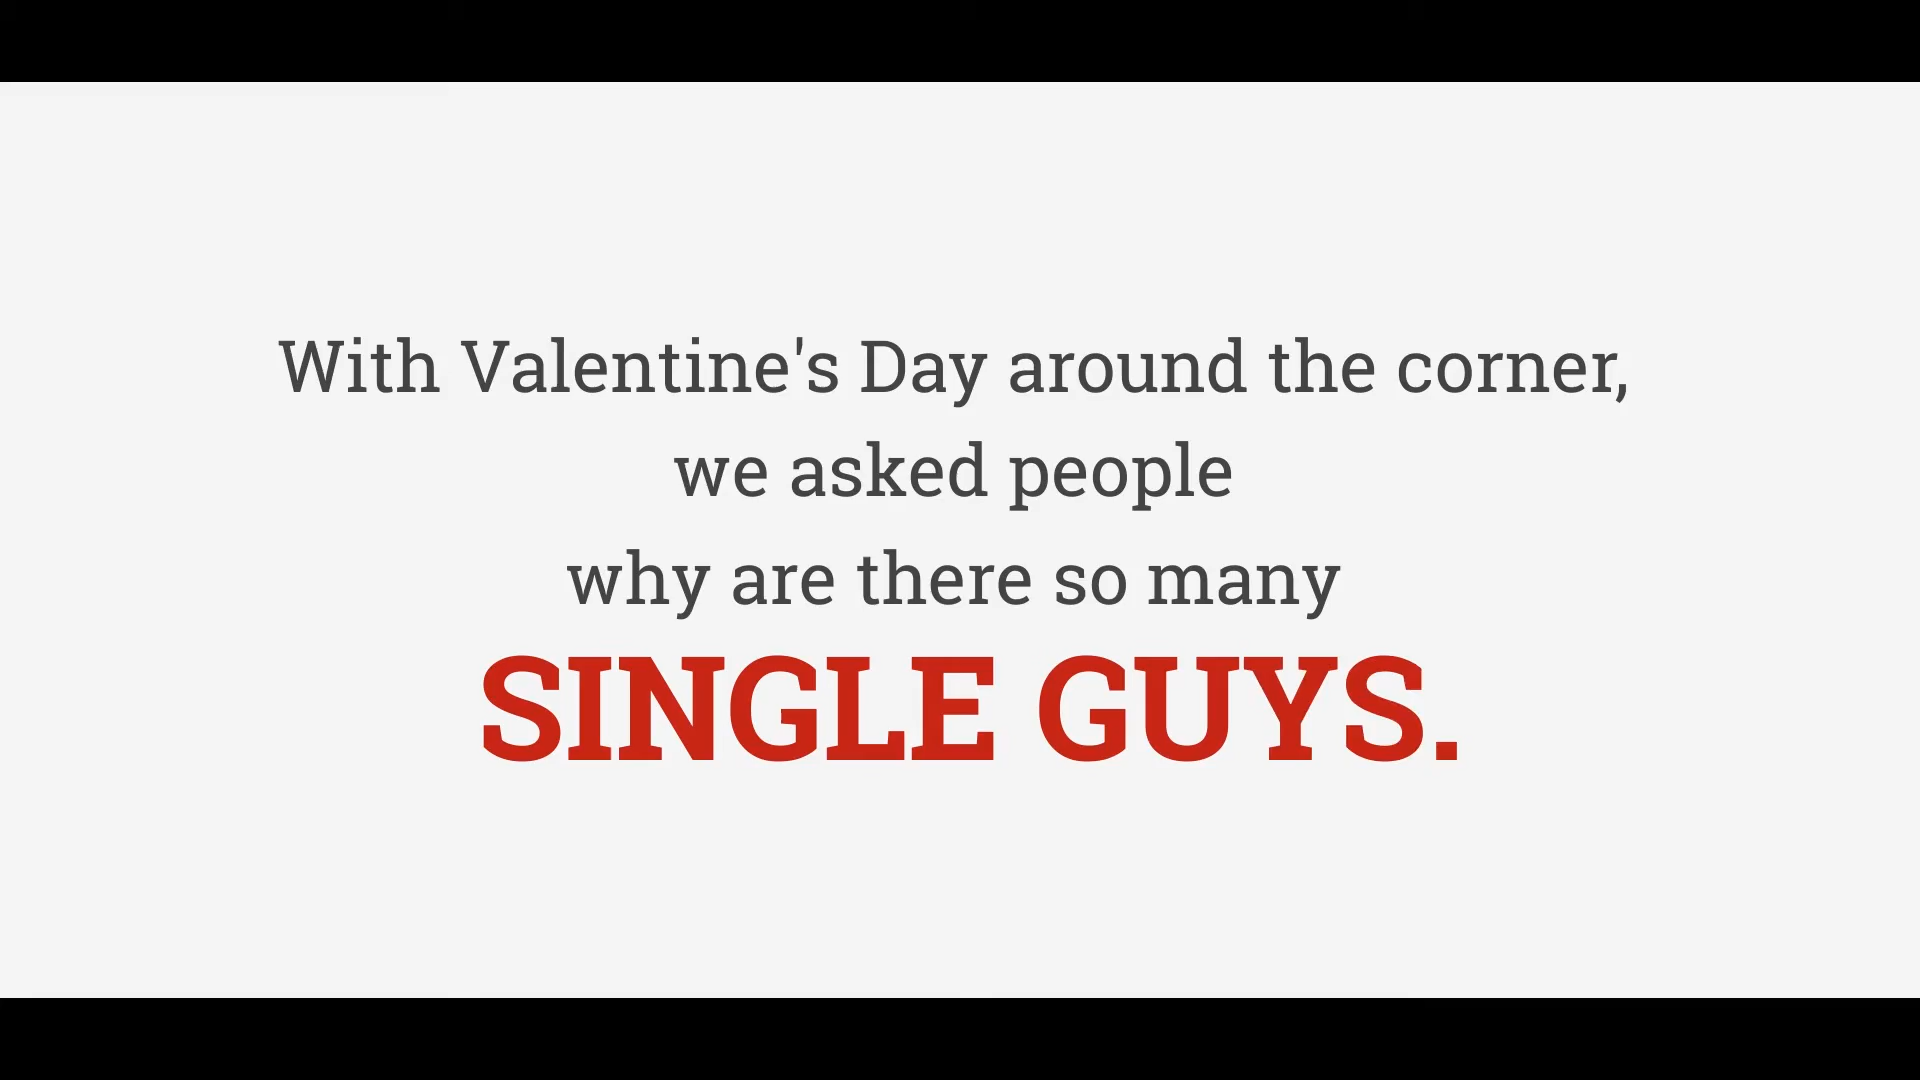 With Valentine's Day around the corner,
we asked people
why are there so many
SINGLE GUYS.